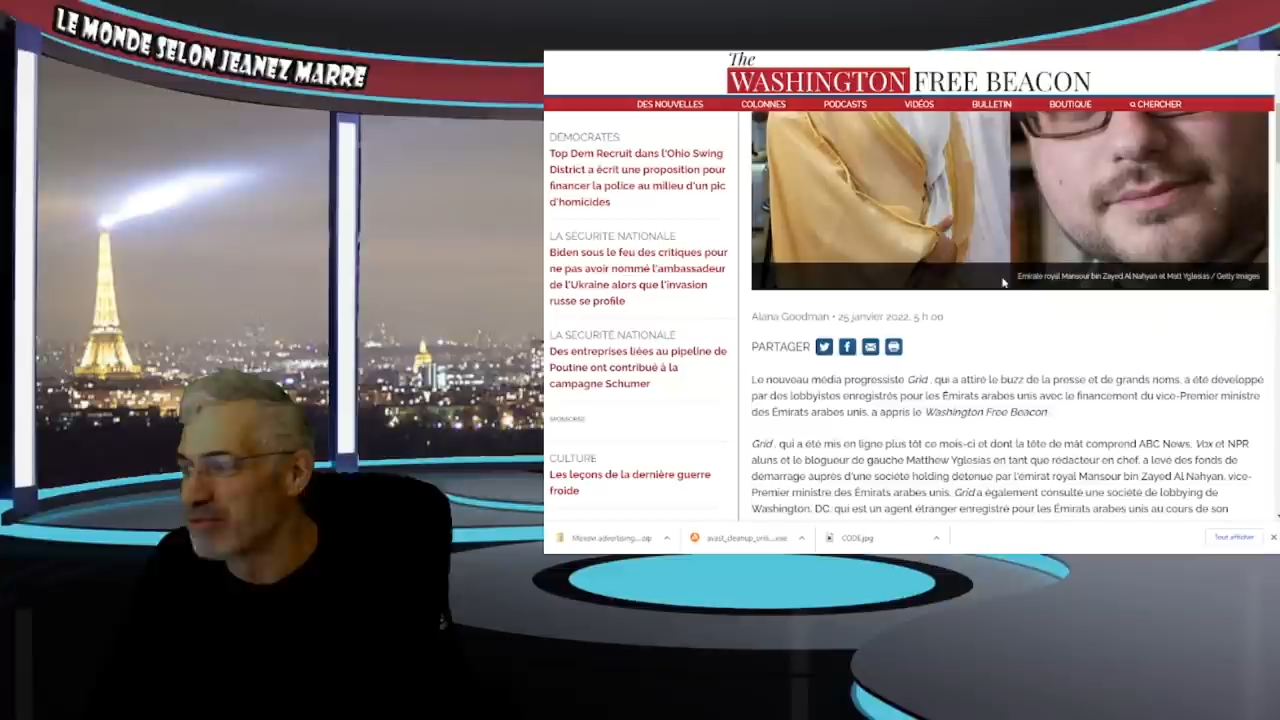 LE MONDE SELON JEANEZ MARRE
The
WASHINGTON FREE BEACON
DES NOUVELLES COLONNES PODCASTS VIDÉOS BULLETIN BOUTIQUE CHERCHER
DÉMOCRATES
Top Dem Recruit dans l'Ohio Swing
District a écrit une proposition pour
financer la police au milieu d'un pic
d'homicides
LA SÉCURITÉ NATIONALE
Biden sous le feu des critiques pour
ne pas avoir nommé l'ambassadeur
de l'Ukraine alors que l'invasion
russe se profile
LA SÉCURITÉ NATIONALE
Des entreprises liées au pipeline de
Poutine ont contribué à la
campagne Schumer
SPONSORISÉ
CULTURE
Les leçons de la dernière guerre
froide
Émirate royal Mansour bin Zayed Al Nahyan et Matt Yglesias / Getty Images
Alana Goodman • 25 janvier 2022, 5 h 00
PARTAGER
Le nouveau média progressiste Grid , qui a attiré le buzz de la presse et de grands noms, a été développé
par des lobbyistes enregistrés pour les Émirats arabes unis avec le financement du vice-Premier ministre
des Émirats arabes unis, a appris le Washington Free Beacon .
Grid , qui a été mis en ligne plus tôt ce mois-ci et dont la tête de mât comprend ABC News, Vox et NPR
aluns et le blogueur de gauche Matthew Yglesias en tant que rédacteur en chef, a levé des fonds de
démarrage auprès d'une société holding détenue par l'émirat royal Mansour bin Zayed Al Nahyan, vice-
Premier ministre des Émirats arabes unis. Grid a également consulté une société de lobbying de
Washington, DC, qui est un agent étranger enregistré pour les Émirats arabes unis au cours de son
CODE.jpg
Tout afficher